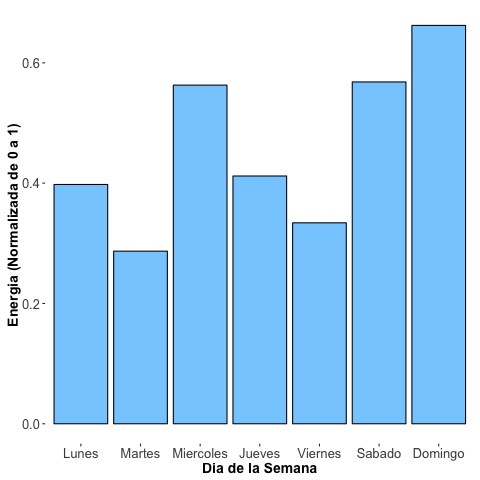 Energia (Normalizada de 0 a 1)
0.6
0.4
0.2
0.0
Lunes Martes Miercoles Jueves Viernes Sabado Domingo
Dia de la Semana